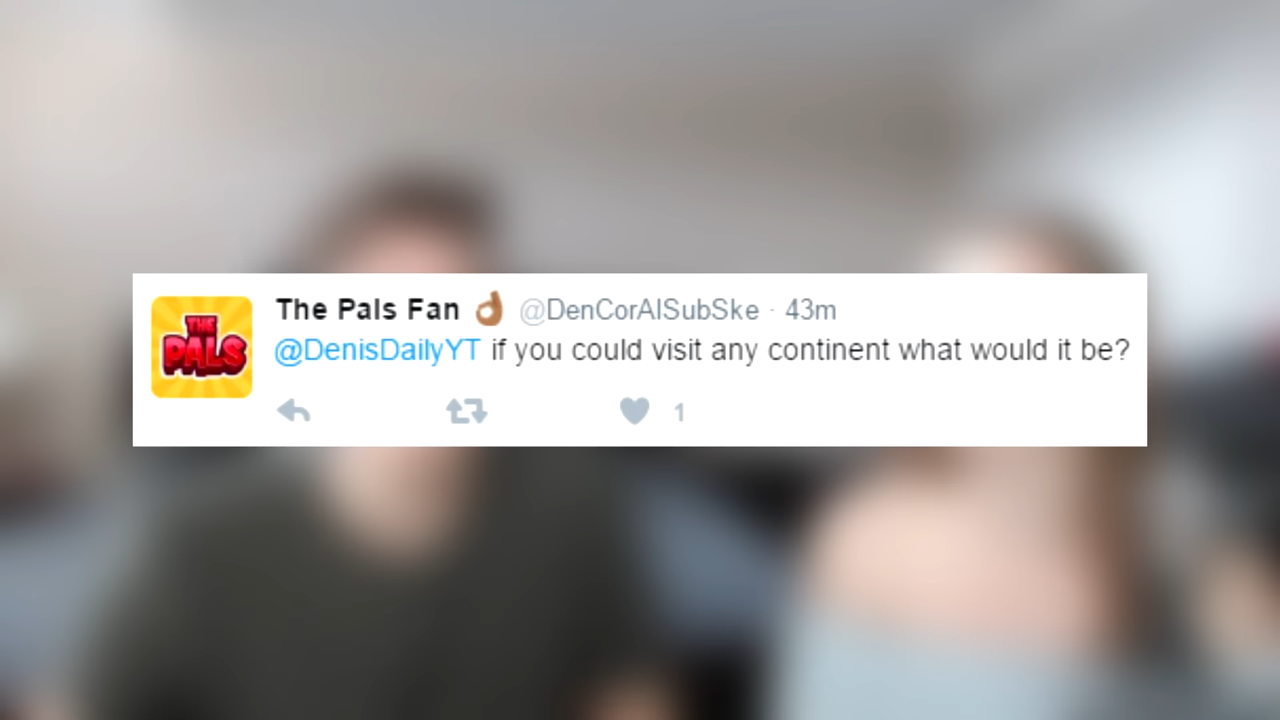 THE
PALS
The Pals Fan 👌🏾 @DenCorAlSubSke · 43m
@DenisDailyYT if you could visit any continent what would it be?
1